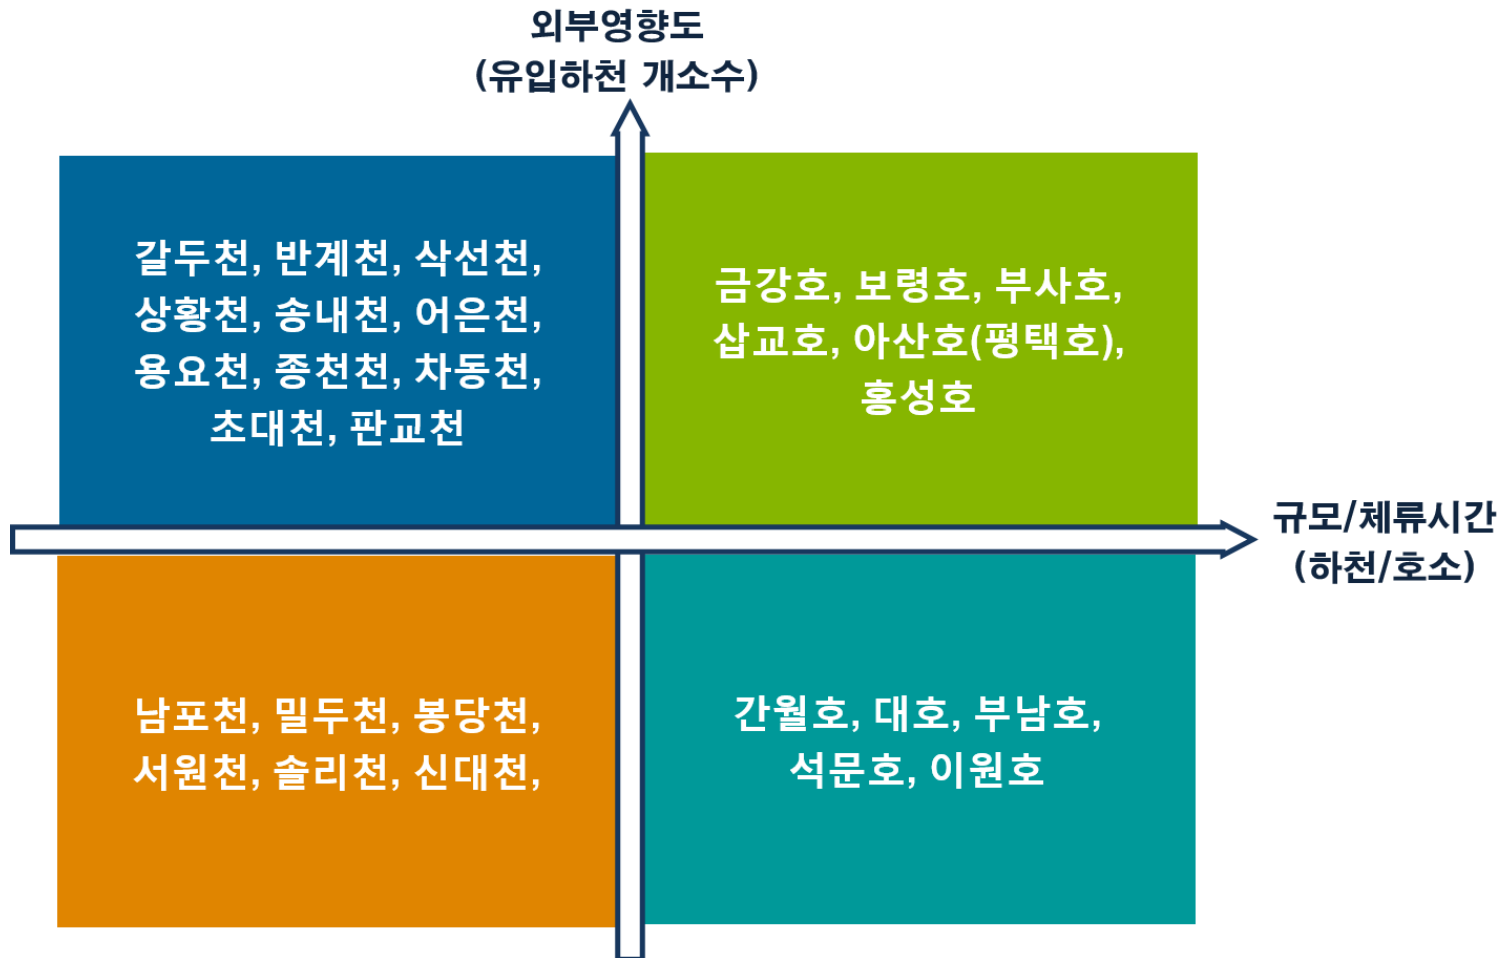 외부영향도
(유입하천 개소수)
갈두천, 반계천, 삭선천,
상황천, 송내천, 어은천,
용요천, 종천천, 차동천,
초대천, 판교천
금강호, 보령호, 부사호,
삽교호, 아산호(평택호),
홍성호
규모/체류시간
(하천/호소)
남포천, 밀두천, 봉당천,
서원천, 솔리천, 신대천,
간월호, 대호, 부남호,
석문호, 이원호